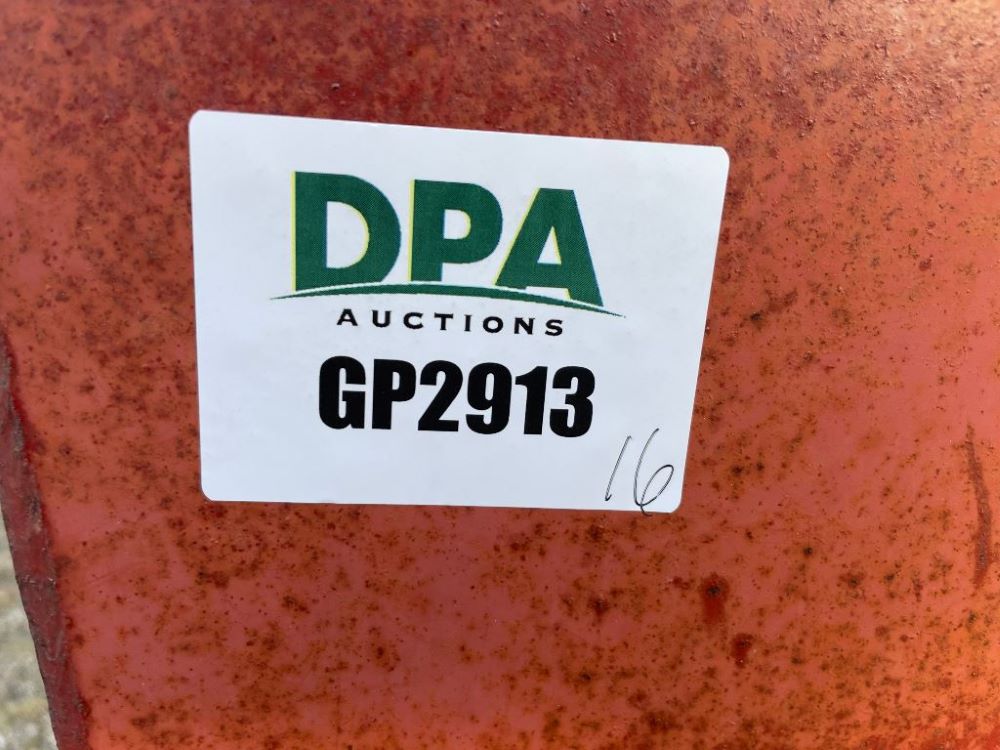 DPA
AUCTIONS
GP2913
16